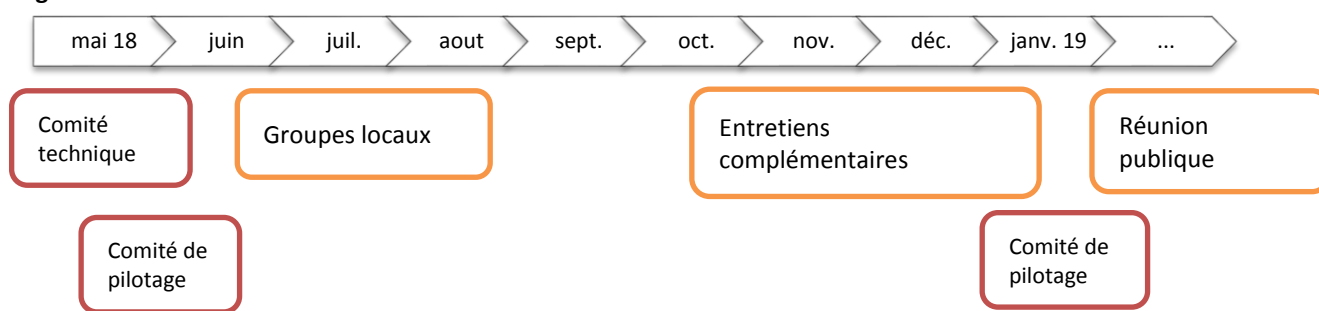 mai 18 juin juil. aout sept. oct. nov. déc. janv. 19 ...
Comité
technique
Groupes locaux
Entretiens
complémentaires
Réunion
publique
Comité de
pilotage
Comité de
pilotage